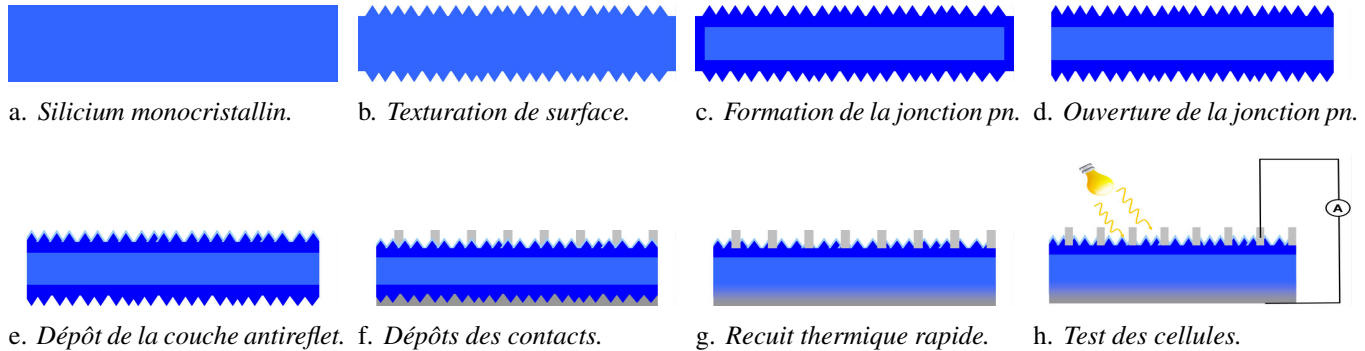 a. Silicium monocristallin.
b. Texturation de surface.
c. Formation de la jonction pn.
d. Ouverture de la jonction pn.
A
e. Dépôt de la couche antireflet.
f. Dépôts des contacts.
g. Recuit thermique rapide.
h. Test des cellules.